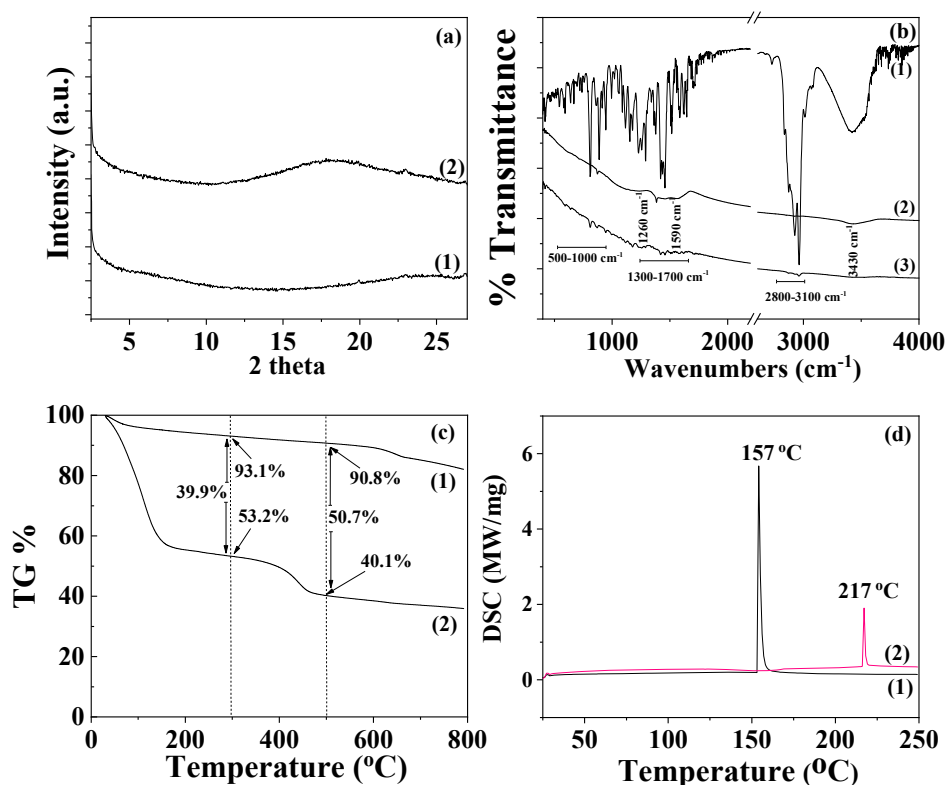 (a)
Intensity (a.u.)
(2)
(1)
5
10
15
20
25
2 theta
(b)
% Transmittance
(1)
(2)
(3)
1260 cm-1
1590 cm-1
3430 cm-1
500-1000 cm-1
1300-1700 cm-1
2800-3100 cm-1
1000
2000
3000
4000
Wavenumbers (cm-1)
(c)
TG %
100
80
60
40
20
0
(1)
93.1%
90.8%
39.9%
50.7%
53.2%
40.1%
(2)
0
200
400
600
800
Temperature (ºC)
(d)
DSC (MW/mg)
6
4
2
0
157 ºC
217 ºC
(2)
(1)
50
100
150
200
250
Temperature (ºC)